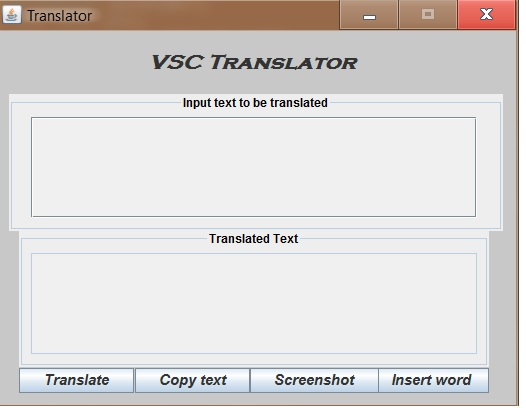 Translator
VSC Translator
Input text to be translated
Translated Text
Translate Copy text Screenshot Insert word